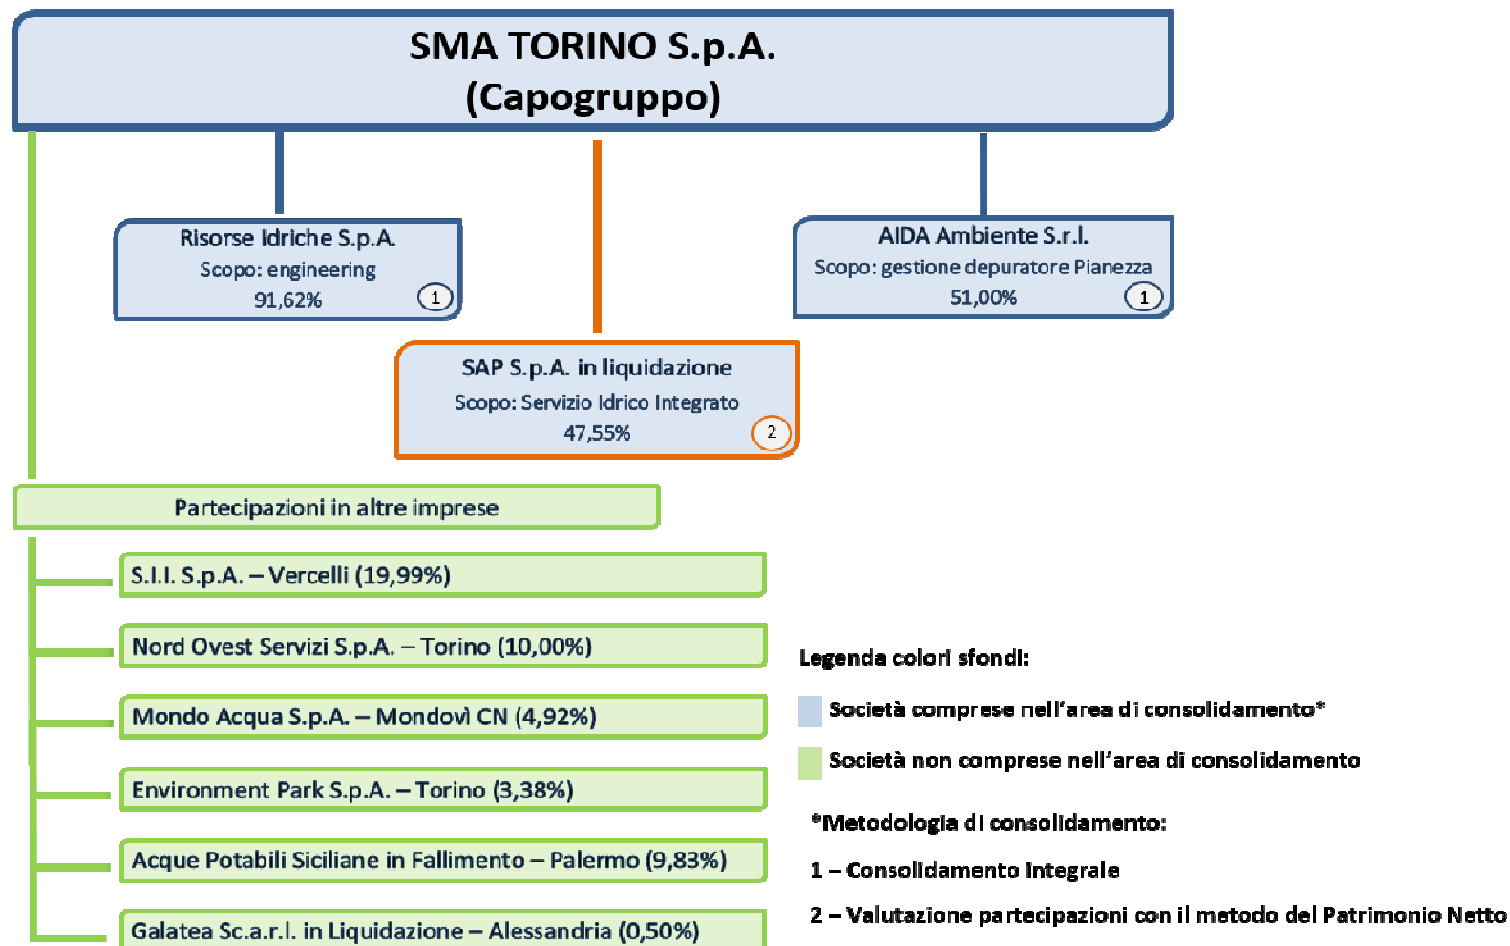 SMA TORINO S.p.A.
(Capogruppo)
Risorse Idriche S.p.A.
Scopo: engineering
91,62%
1
AIDA Ambiente S.r.l.
Scopo: gestione depuratore Pianezza
51,00%
1
SAP S.p.A. in liquidazione
Scopo: Servizio Idrico Integrato
47,55%
2
Partecipazioni in altre imprese
S.I.I. S.p.A. – Vercelli (19,99%)
Nord Ovest Servizi S.p.A. – Torino (10,00%)
Mondo Acqua S.p.A. – Mondovì CN (4,92%)
Environment Park S.p.A. – Torino (3,38%)
Acque Potabili Siciliane in Fallimento – Palermo (9,83%)
Galatea Sc.a.r.l. in Liquidazione – Alessandria (0,50%)
Legenda colori sfondi:
Società comprese nell'area di consolidamento*
Società non comprese nell'area di consolidamento
*Metodologia di consolidamento:
1 – Consolidamento Integrale
2 – Valutazione partecipazioni con il metodo del Patrimonio Netto